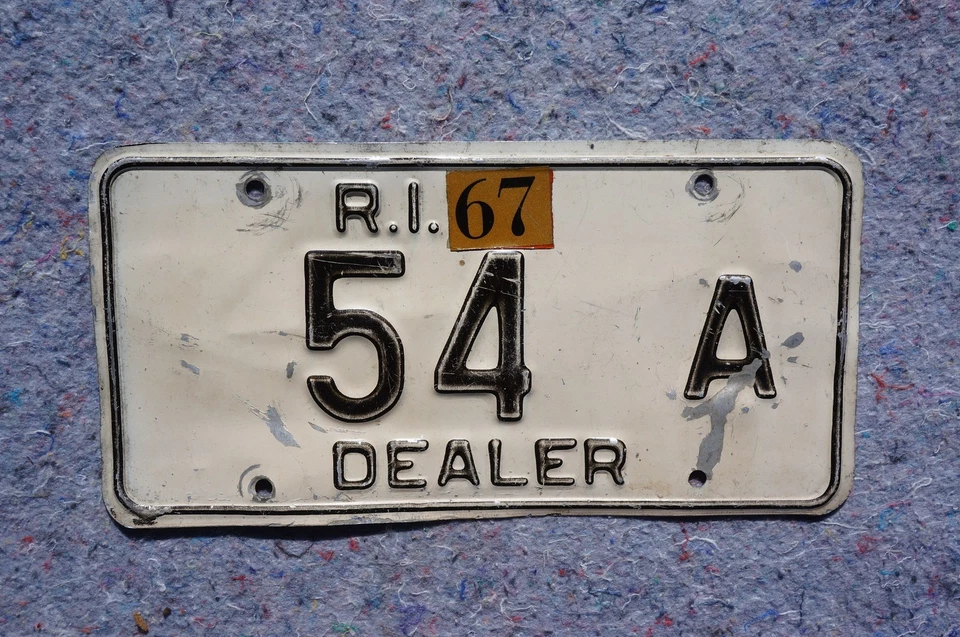 R.I. 67
54 A
DEALER